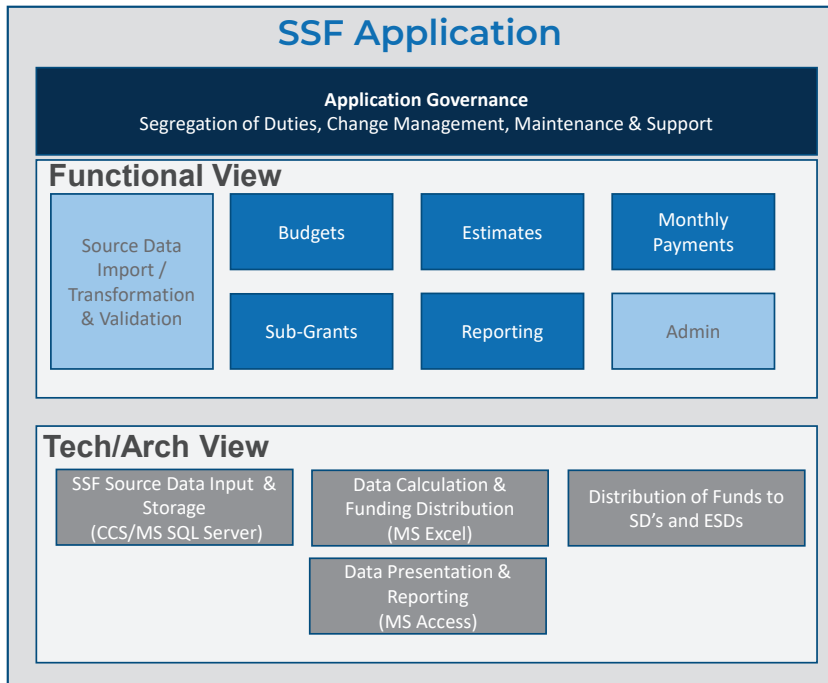 SSF Application
Application Governance
Segregation of Duties, Change Management, Maintenance & Support
Functional View
Source Data
Import /
Transformation
& Validation
Budgets
Estimates
Monthly
Payments
Sub-Grants
Reporting
Admin
Tech/Arch View
SSF Source Data Input &
Storage
(CCS/MS SQL Server)
Data Calculation &
Funding Distribution
(MS Excel)
Distribution of Funds to
SD's and ESDs
Data Presentation &
Reporting
(MS Access)